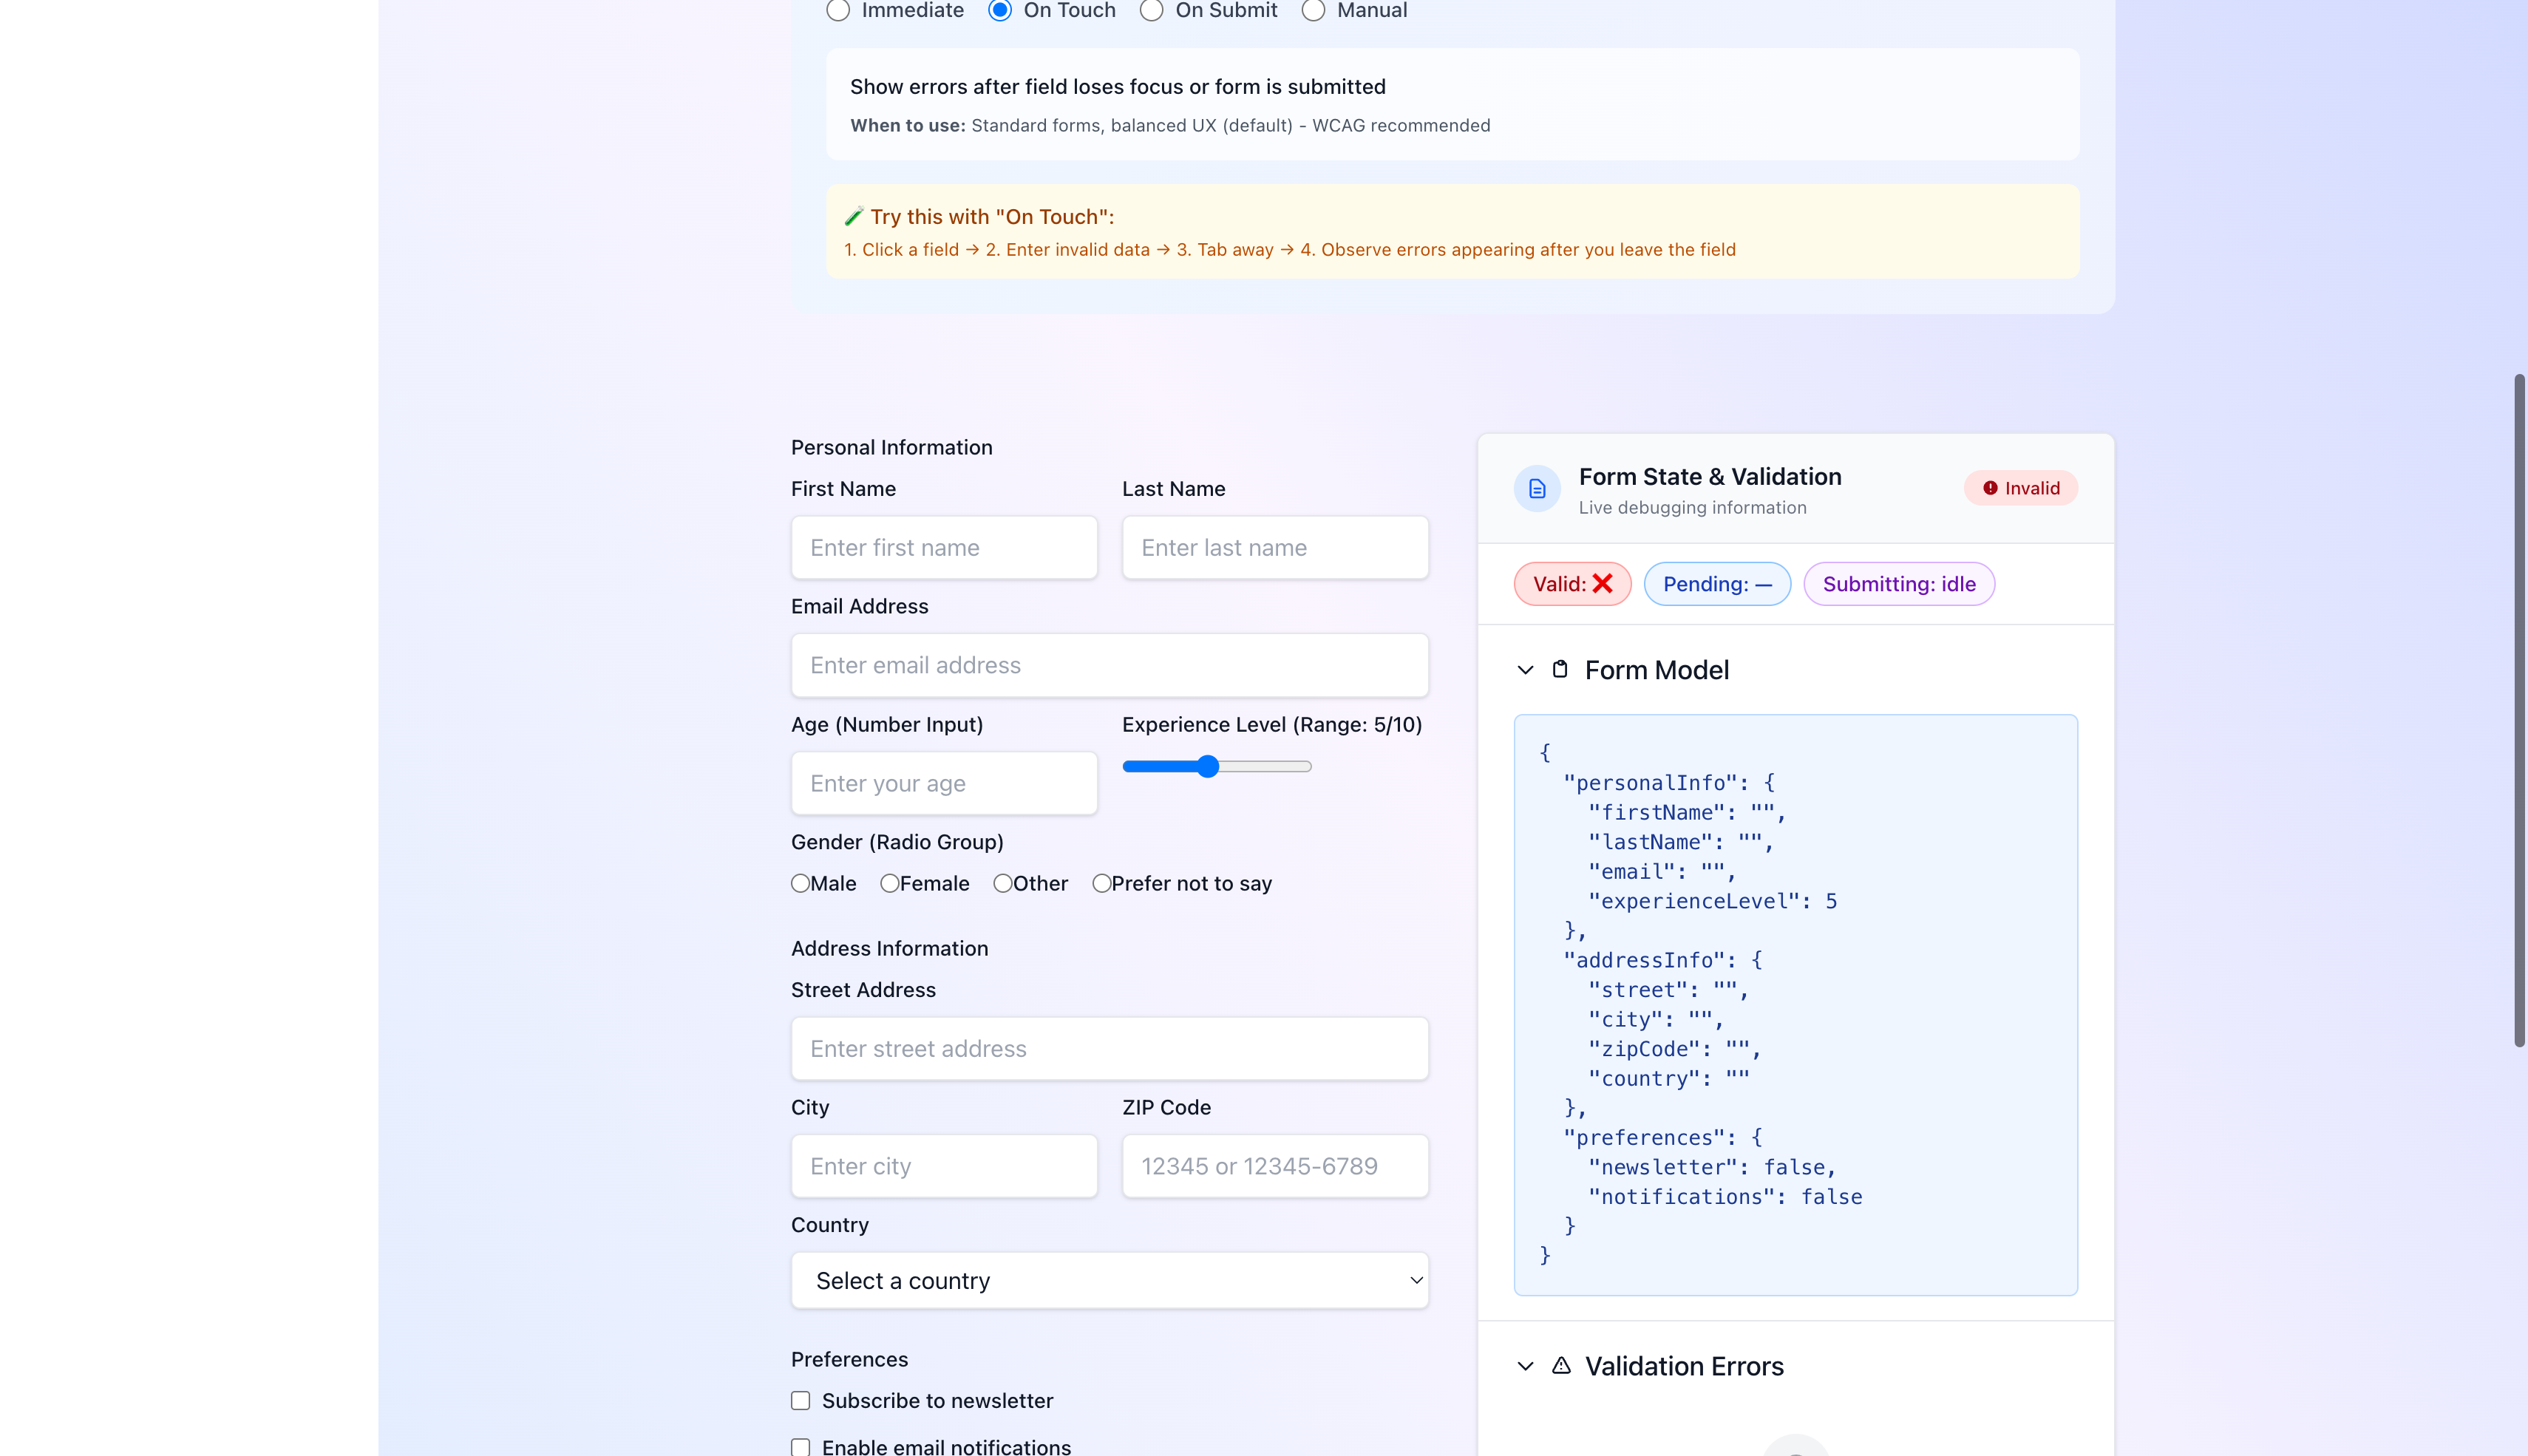 Immediate On Touch On Submit Manual
Show errors after field loses focus or form is submitted
When to use: Standard forms, balanced UX (default) - WCAG recommended
Try this with "On Touch":
1. Click a field → 2. Enter invalid data → 3. Tab away → 4. Observe errors appearing after you leave the field
Personal Information
First Name
Last Name
Enter first name
Enter last name
Email Address
Enter email address
Age (Number Input)
Experience Level (Range: 5/10)
Enter your age
Gender (Radio Group)
Male Female Other Prefer not to say
Address Information
Street Address
Enter street address
City
ZIP Code
Enter city
12345 or 12345-6789
Country
Select a country
Preferences
Subscribe to newsletter
Enable email notifications
Form State & Validation
Live debugging information
Invalid
Valid: ❌ Pending: — Submitting: idle
Form Model
{
"personalInfo": {
"firstName": "",
"lastName": "",
"email": "",
"experienceLevel": 5
},
"addressInfo": {
"street": "",
"city": "",
"zipCode": "",
"country": ""
},
"preferences": {
"newsletter": false,
"notifications": false
}
}
Validation Errors